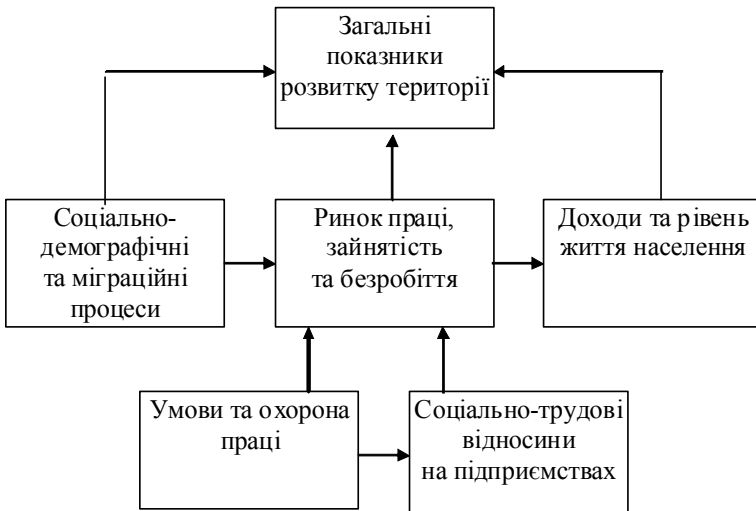 Загальні
показники
розвитку території
Соціально-
демографічні
та міграційні
процеси
Ринок праці,
зайнятість
та безробіття
Доходи та рівень
життя населення
Умови та охорона
праці
Соціально-трудові
відносини
на підприємствах